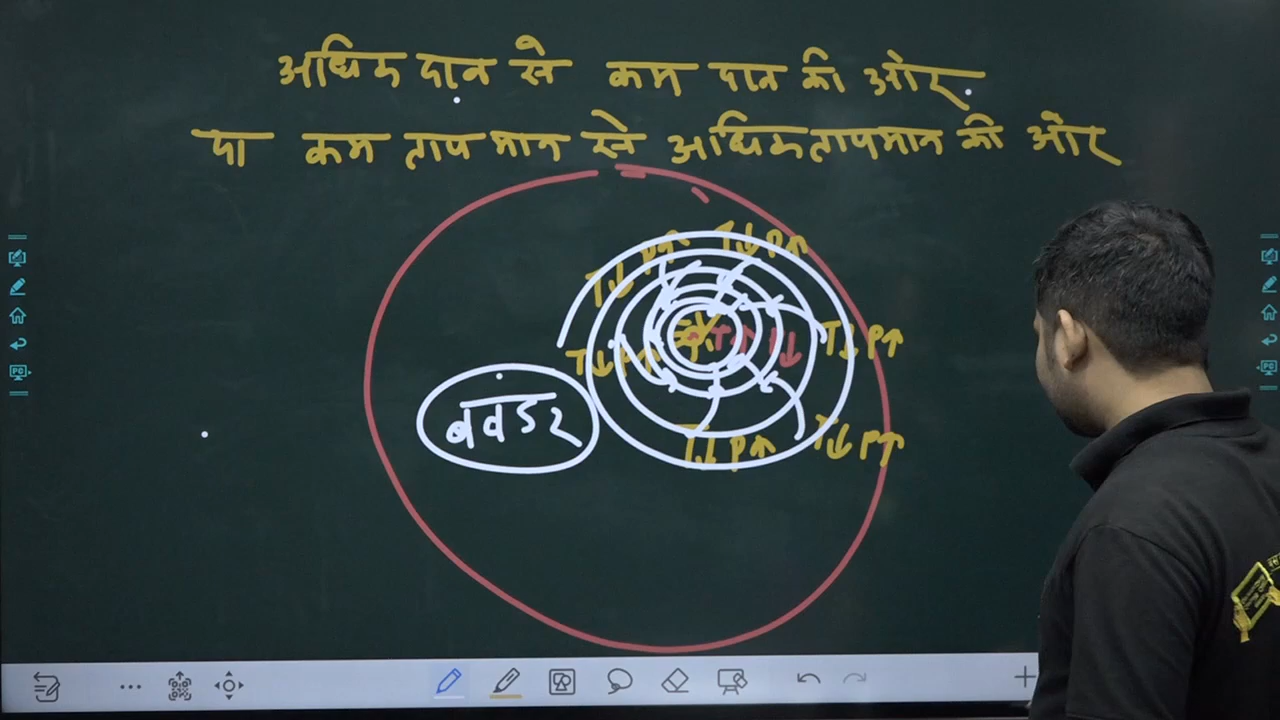 अधिक दाब से कम दाब की ओर
या कम तापमान से अधिक तापमान की ओर
T↓ P↑ T↓ P↑
T↑ P↓ T↓ P↑
T↓ P↑
बवंडर
T↓ P↑ T↓ P↑